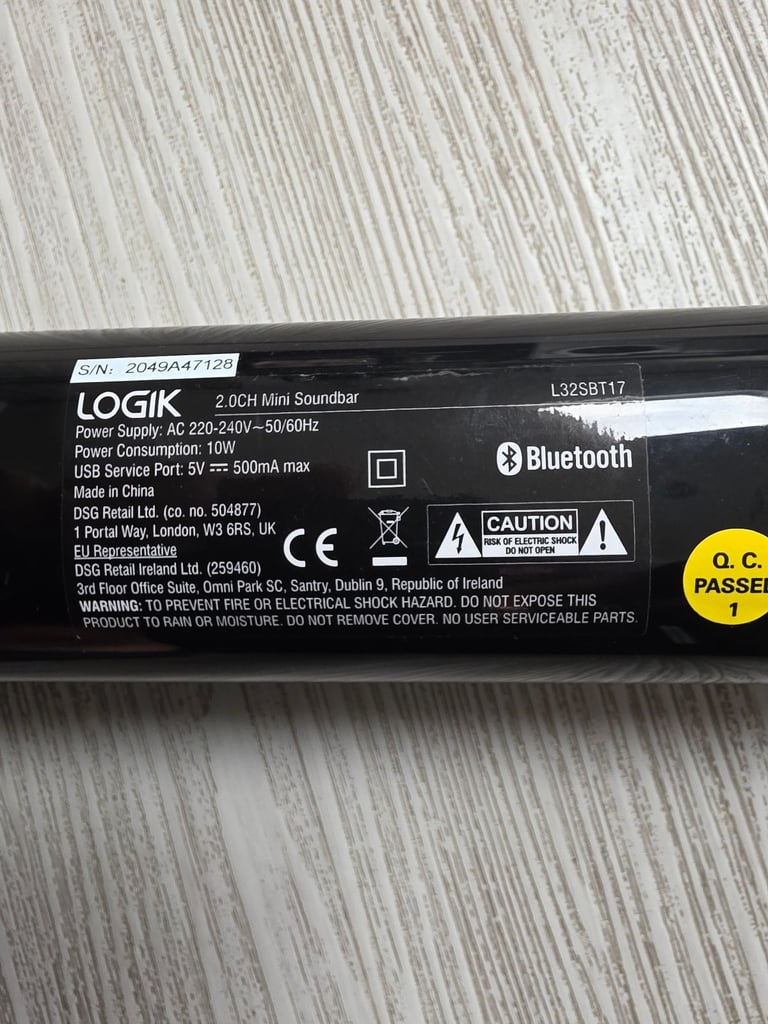 S/N: 2049A47128
LOGIK 2.0CH Mini Soundbar L32SBT17
Power Supply: AC 220-240V~50/60Hz
Power Consumption: 10W
USB Service Port: 5V ⎓ 500mA max
Bluetooth
Made in China
DSG Retail Ltd. (co. no. 504877)
1 Portal Way, London, W3 6RS, UK
EU Representative
DSG Retail Ireland Ltd. (259460)
3rd Floor Office Suite, Omni Park SC, Santry, Dublin 9, Republic of Ireland
CE
CAUTION
RISK OF ELECTRIC SHOCK
DO NOT OPEN
WARNING: TO PREVENT FIRE OR ELECTRICAL SHOCK HAZARD. DO NOT EXPOSE THIS
PRODUCT TO RAIN OR MOISTURE. DO NOT REMOVE COVER. NO USER SERVICEABLE PARTS.
Q. C.
PASSED
1